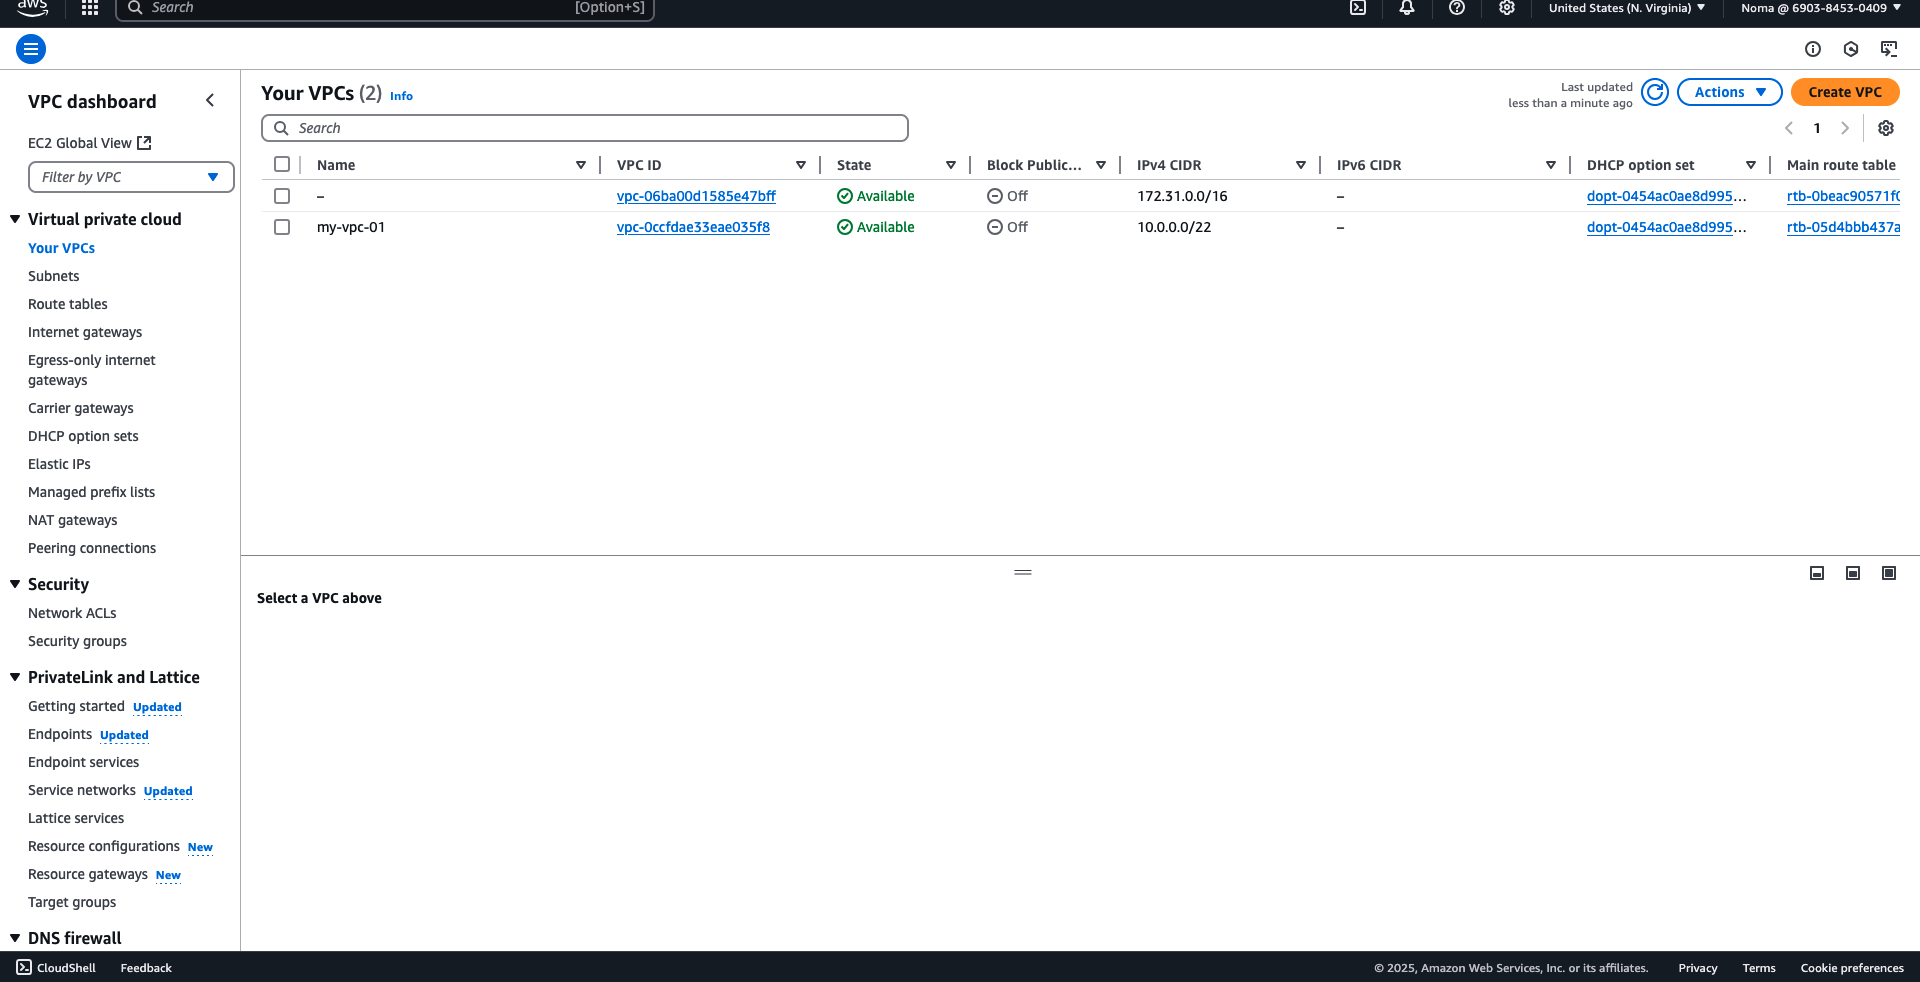 aws
Search [Option+S]
United States (N. Virginia)
Noma @ 6903-8453-0409
VPC dashboard
EC2 Global View
Filter by VPC
Virtual private cloud
Your VPCs
Subnets
Route tables
Internet gateways
Egress-only internet
gateways
Carrier gateways
DHCP option sets
Elastic IPs
Managed prefix lists
NAT gateways
Peering connections
Security
Network ACLs
Security groups
PrivateLink and Lattice
Getting started Updated
Endpoints Updated
Endpoint services
Service networks Updated
Lattice services
Resource configurations New
Resource gateways New
Target groups
DNS firewall
Your VPCs (2) Info
Last updated
less than a minute ago
Actions
Create VPC
Search
1
Name VPC ID State Block Public... IPv4 CIDR IPv6 CIDR DHCP option set Main route table
– vpc-06ba00d1585e47bff Available Off 172.31.0.0/16 – dopt-0454ac0ae8d995... rtb-0beac90571f0
my-vpc-01 vpc-0ccfdae33eae035f8 Available Off 10.0.0.0/22 – dopt-0454ac0ae8d995... rtb-05d4bbb437a
Select a VPC above
CloudShell Feedback © 2025, Amazon Web Services, Inc. or its affiliates. Privacy Terms Cookie preferences